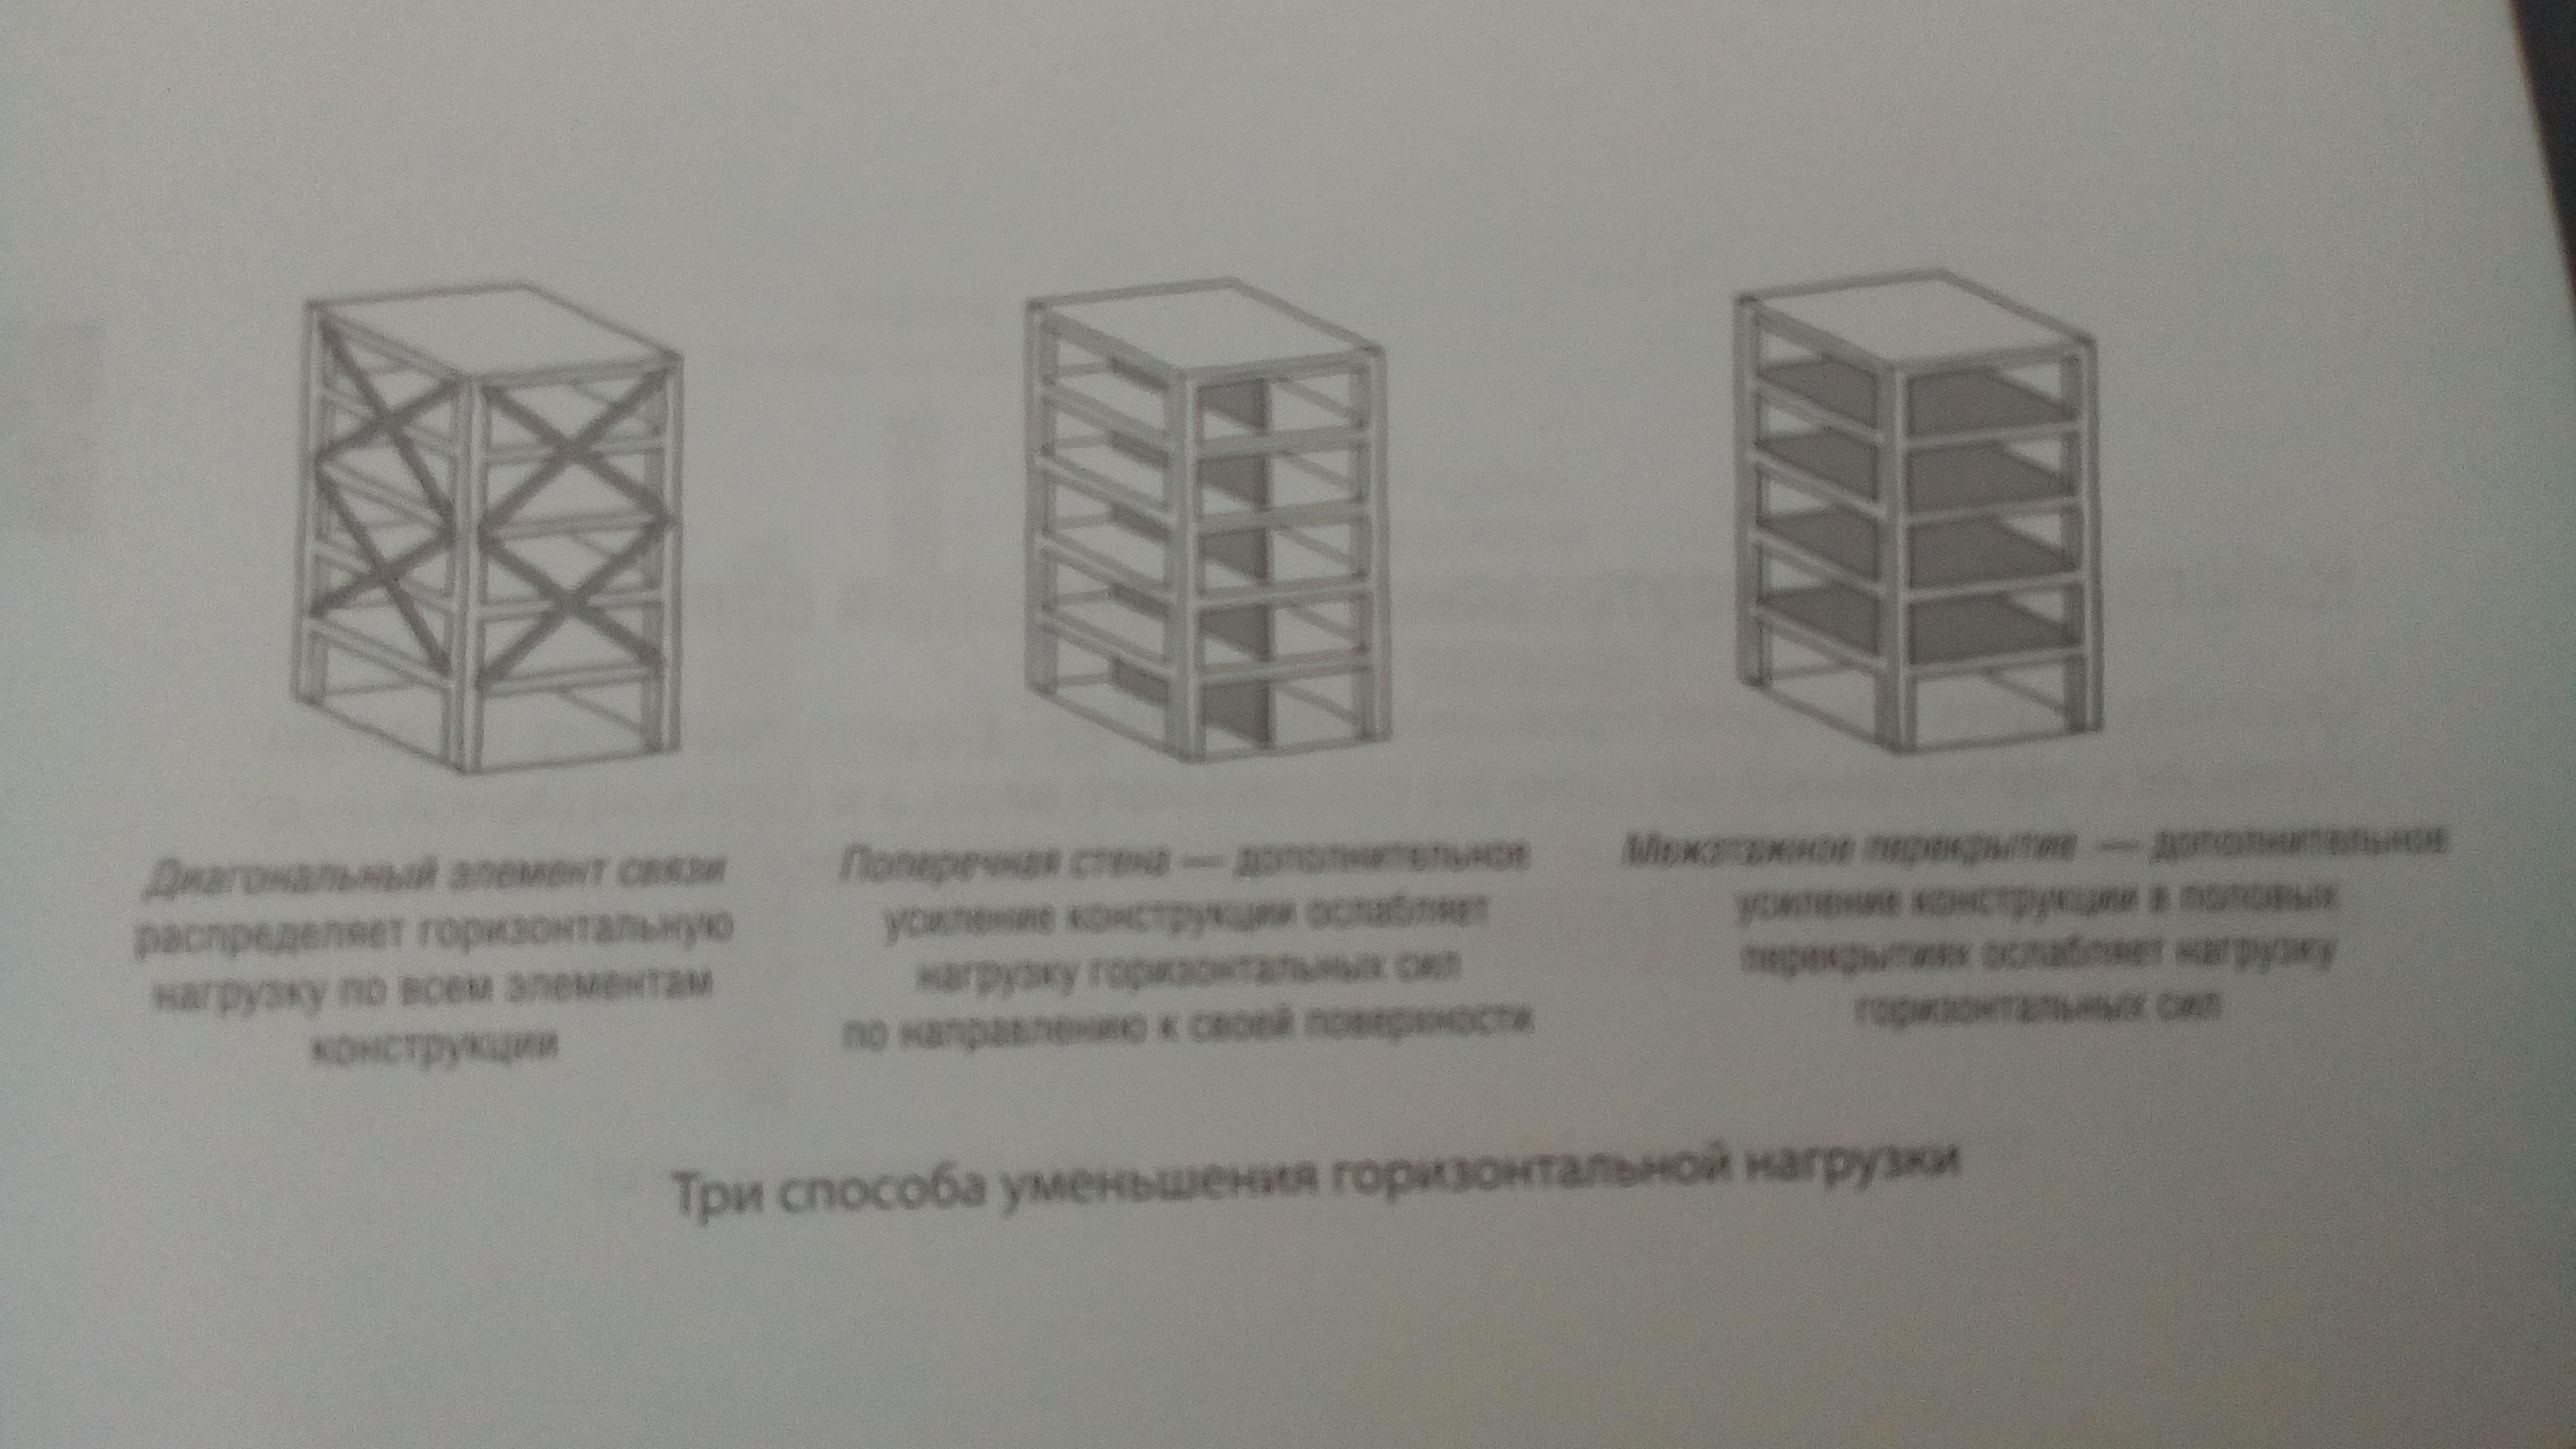 Диагональный элемент связи
распределяет горизонтальную
нагрузку по всем элементам
конструкции
Поперечная стена — дополнительное
усиление конструкции ослабляет
нагрузку горизонтальных сил
по направлению к своей поверхности
Межэтажное перекрытие — дополнительное
усиление конструкции в половых
перекрытиях ослабляет нагрузку
горизонтальных сил
Три способа уменьшения горизонтальной нагрузки